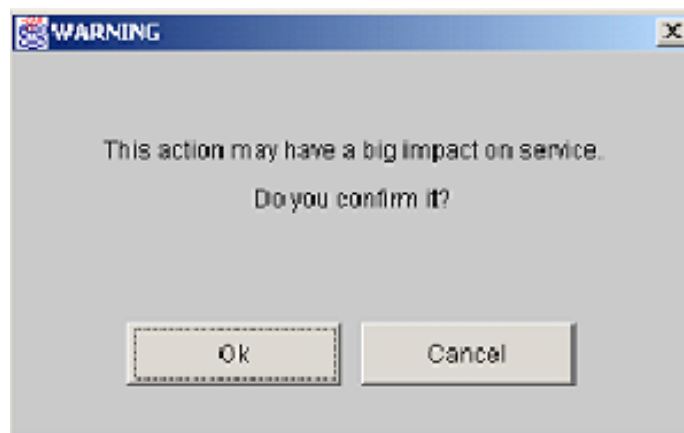 WARNING
This action may have a big impact on service.
Do you confirm it?
Ok
Cancel